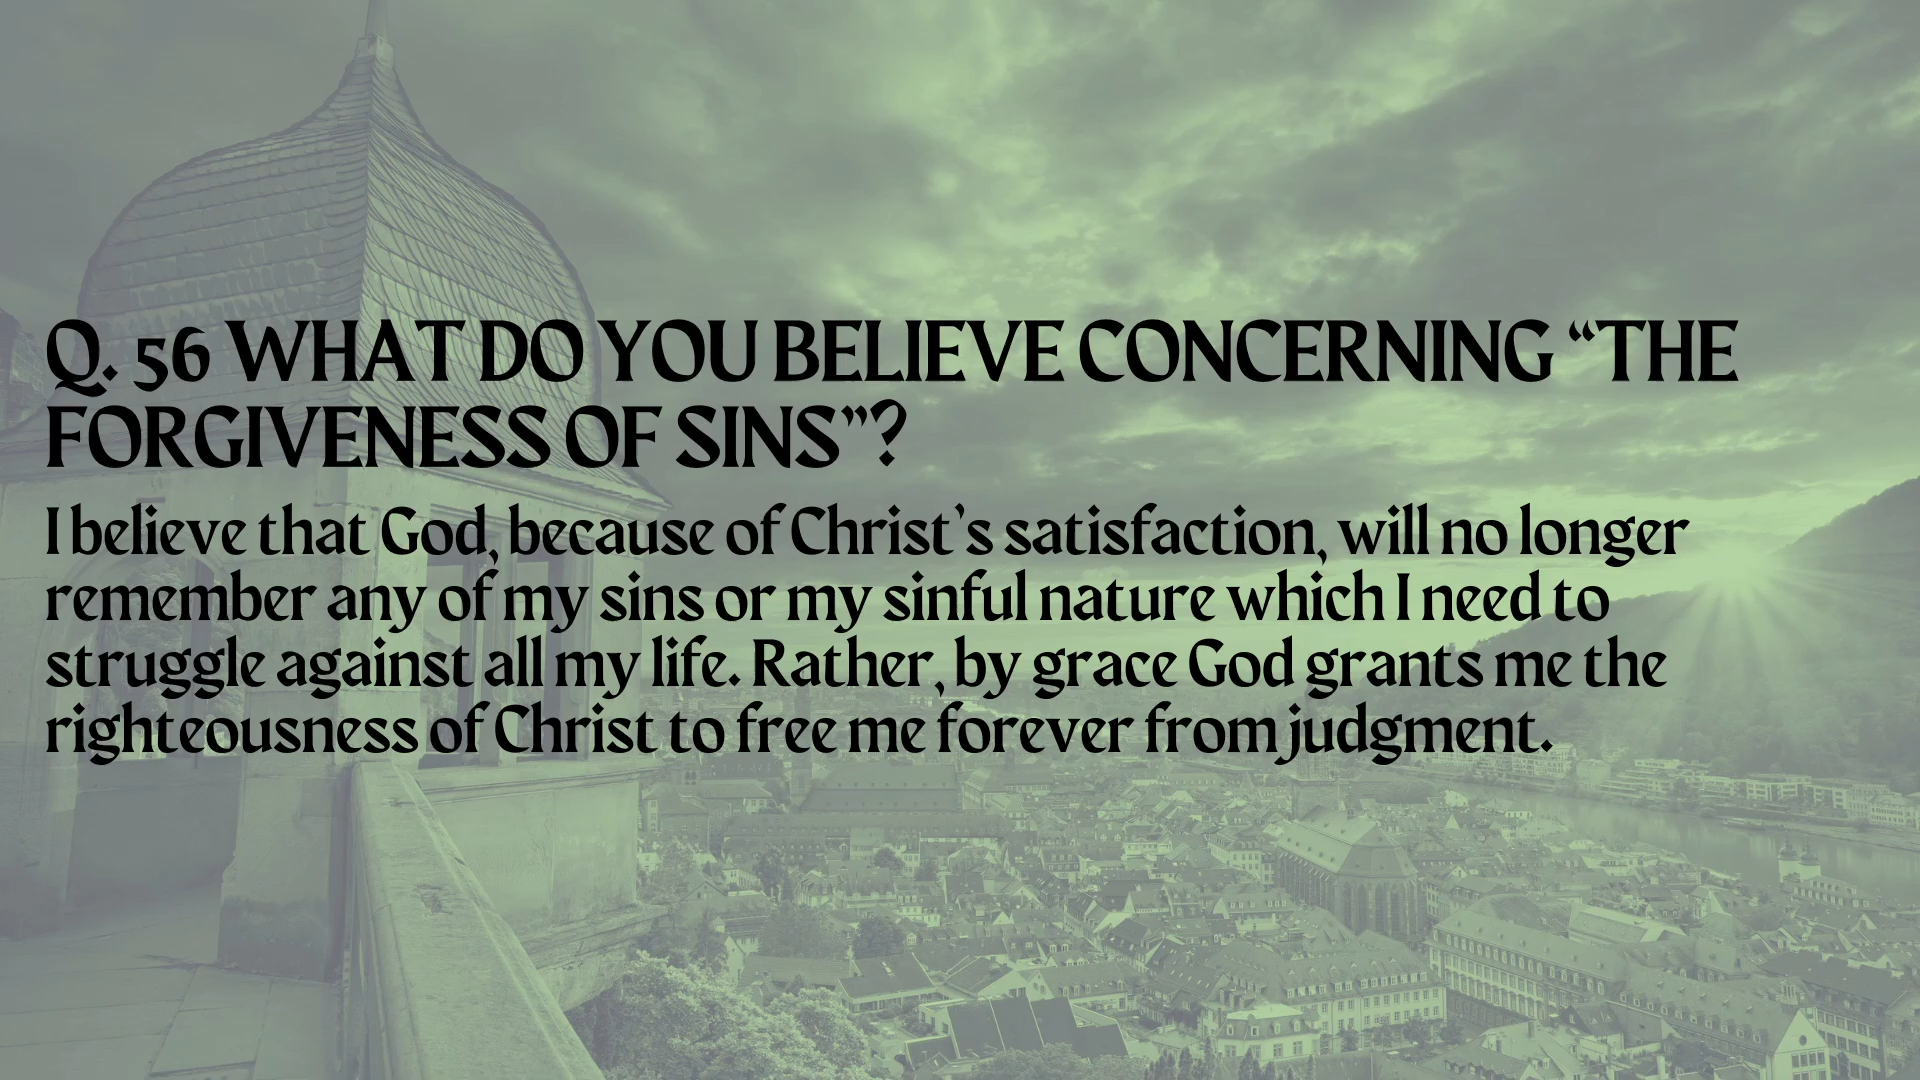 Q. 56 WHAT DO YOU BELIEVE CONCERNING “THE
FORGIVENESS OF SINS”?
I believe that God, because of Christ’s satisfaction, will no longer
remember any of my sins or my sinful nature which I need to
struggle against all my life. Rather, by grace God grants me the
righteousness of Christ to free me forever from judgment.